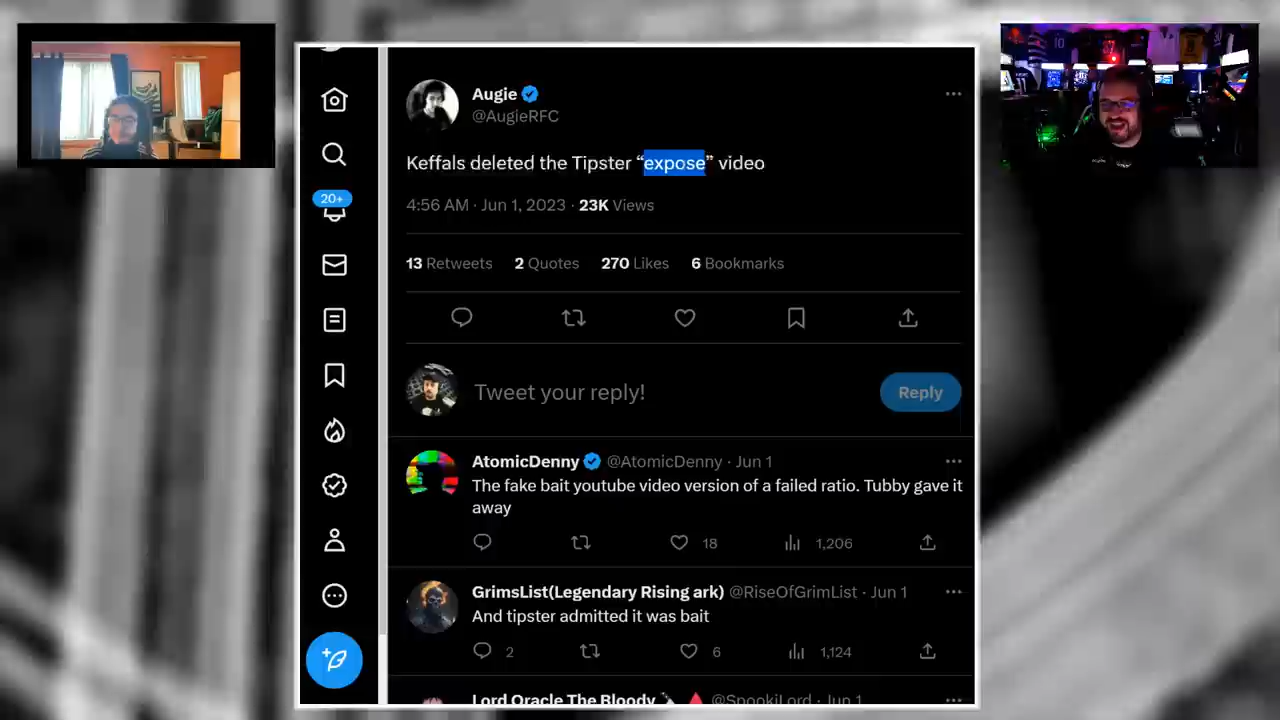 Augie
@AugieRFC
Keffals deleted the Tipster “expose” video
4:56 AM · Jun 1, 2023 · 23K Views
20+
13 Retweets 2 Quotes 270 Likes 6 Bookmarks
Tweet your reply!
Reply
AtomicDenny @AtomicDenny · Jun 1
The fake bait youtube video version of a failed ratio. Tubby gave it
away
18 1,206
GrimsList(Legendary Rising ark) @RiseOfGrimList · Jun 1
And tipster admitted it was bait
2 6 1,124
Lord Oracle The Bloody @SpookiLord · Jun 1